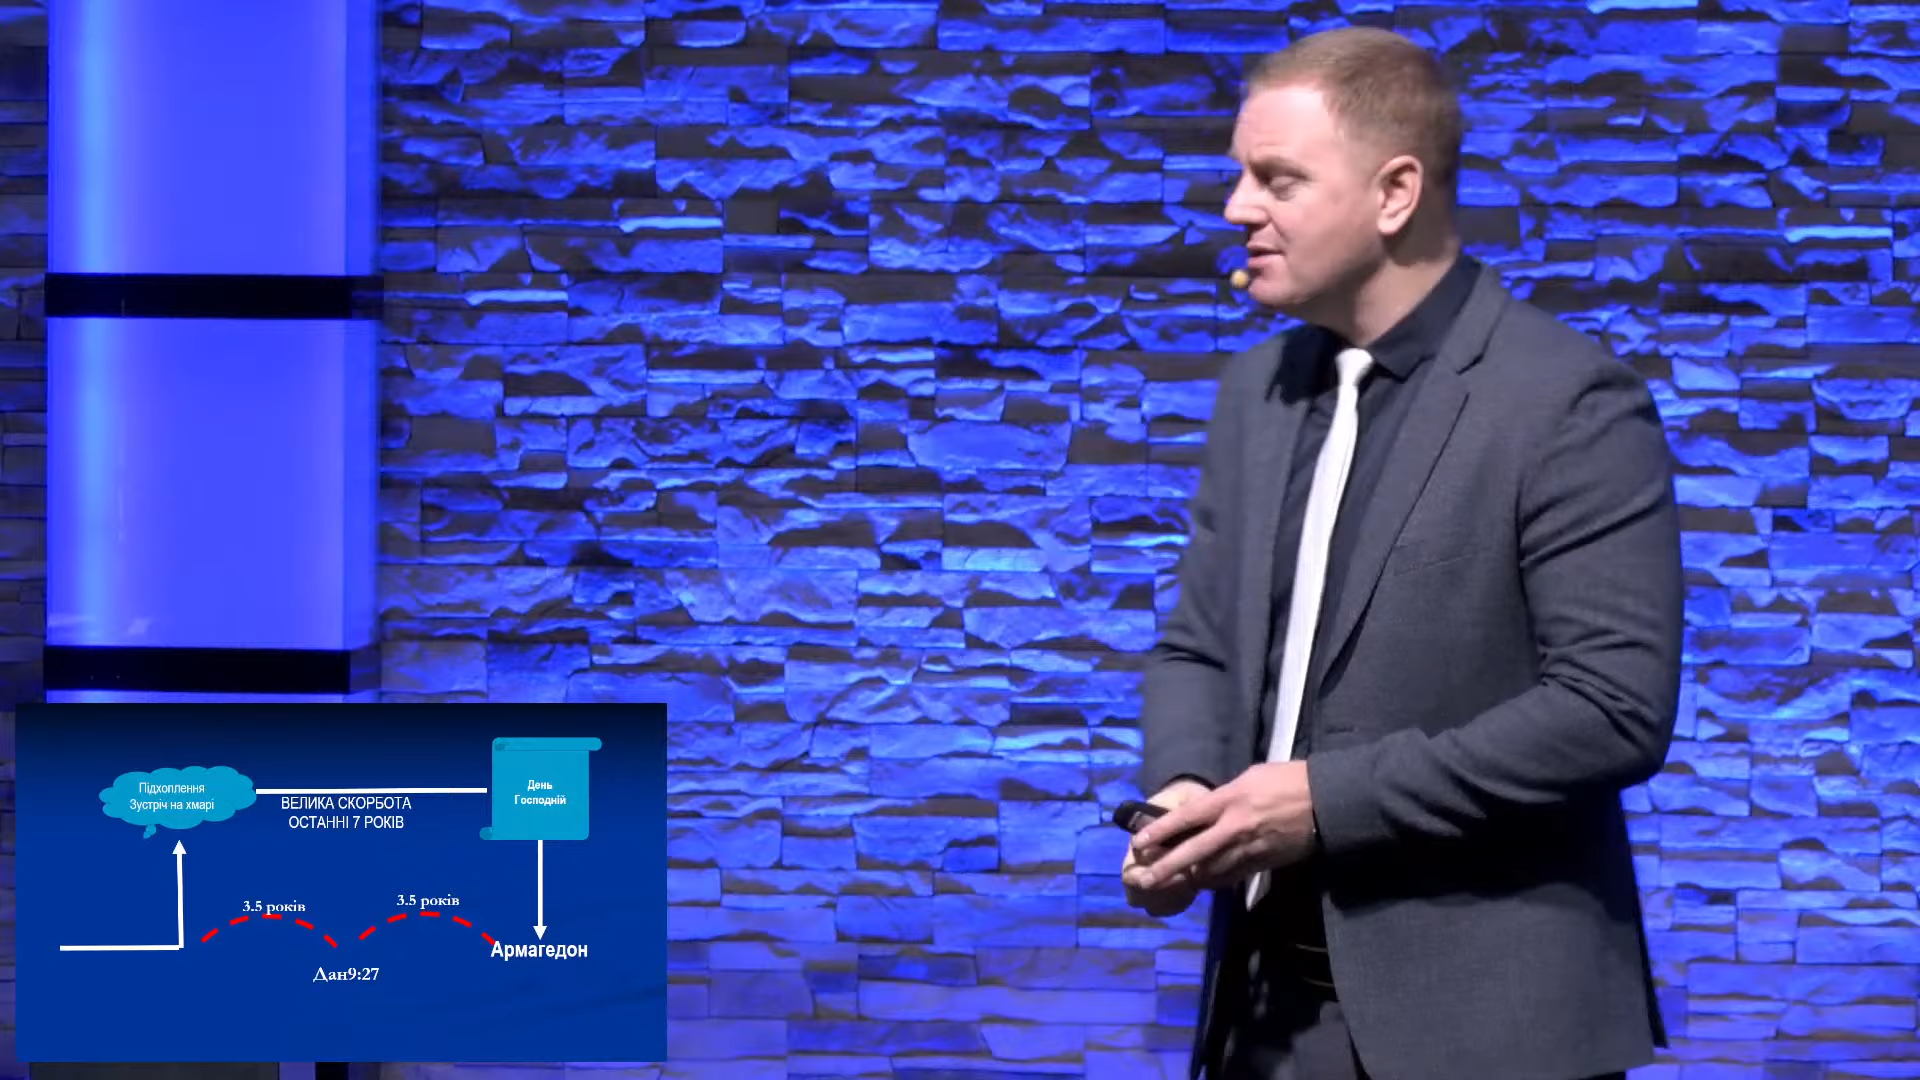 Підхоплення
Зустріч на хмарі
ВЕЛИКА СКОРБОТА
ОСТАННІ 7 РОКІВ
День
Господній
3.5 років
3.5 років
Армагедон
Дан9:27